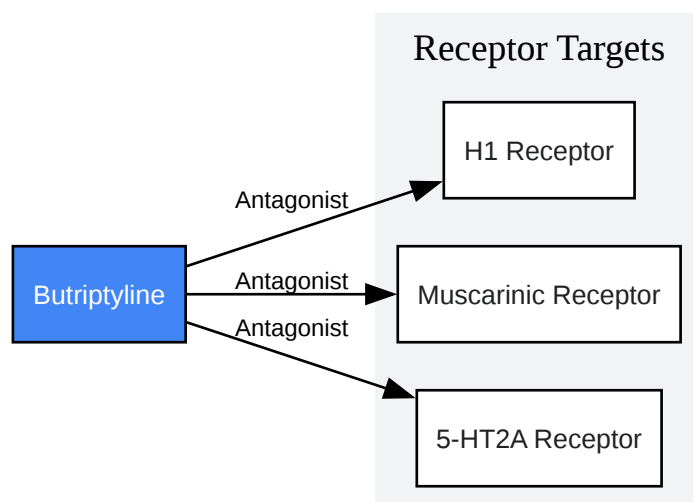 Receptor Targets
H1 Receptor
Antagonist
Butriptyline
Antagonist
Muscarinic Receptor
Antagonist
5-HT2A Receptor